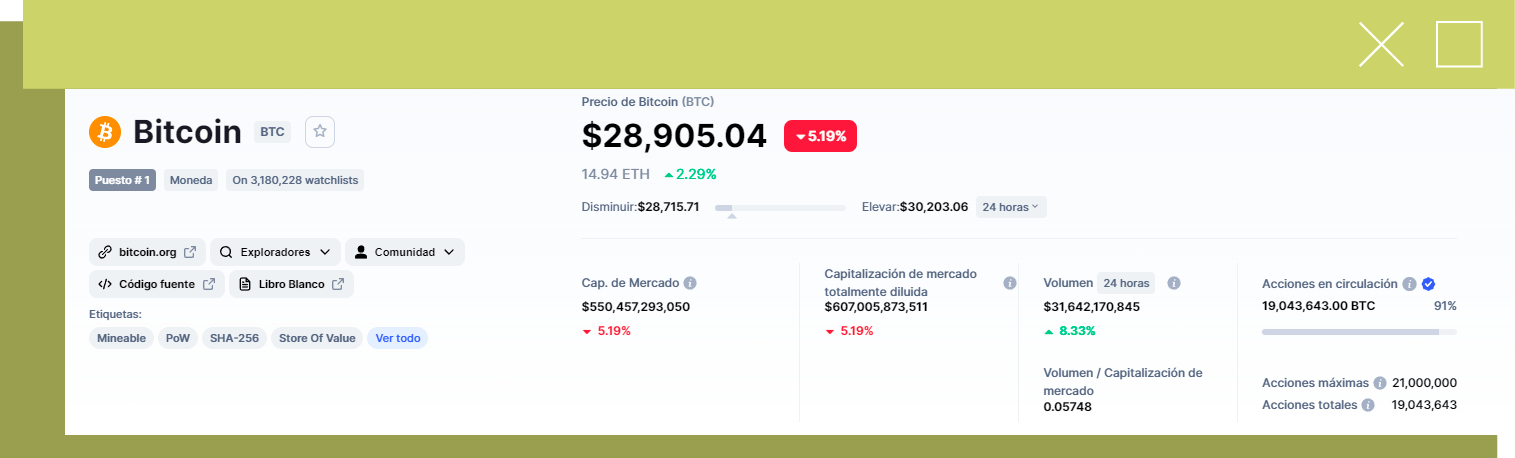 Bitcoin BTC
Puesto # 1 Moneda On 3,180,228 watchlists
bitcoin.org Exploradores Comunidad
Código fuente Libro Blanco
Etiquetas:
Mineable PoW SHA-256 Store Of Value Ver todo
Precio de Bitcoin (BTC)
$28,905.04 5.19%
14.94 ETH 2.29%
Disminuir:$28,715.71 Elevar:$30,203.06 24 horas
Cap. de Mercado
$550,457,293,050
5.19%
Capitalización de mercado
totalmente diluida
$607,005,873,511
5.19%
Volumen 24 horas
$31,642,170,845
8.33%
Volumen / Capitalización de
mercado
0.05748
Acciones en circulación
19,043,643.00 BTC 91%
Acciones máximas 21,000,000
Acciones totales 19,043,643